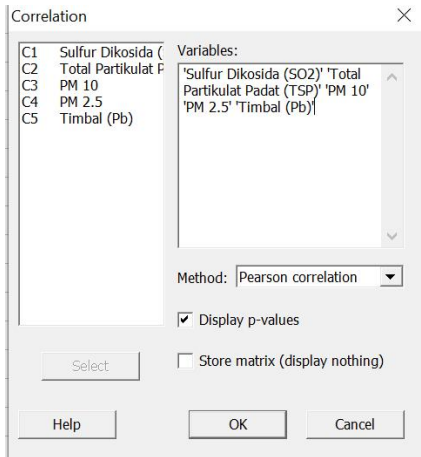 Correlation
C1 Sulfur Dikosida (
C2 Total Partikulat P
C3 PM 10
C4 PM 2.5
C5 Timbal (Pb)
Variables:
'Sulfur Dikosida (SO2)' 'Total
Partikulat Padat (TSP)' 'PM 10'
'PM 2.5' 'Timbal (Pb)'
Method: Pearson correlation
Display p-values
Store matrix (display nothing)
Select
Help
OK
Cancel